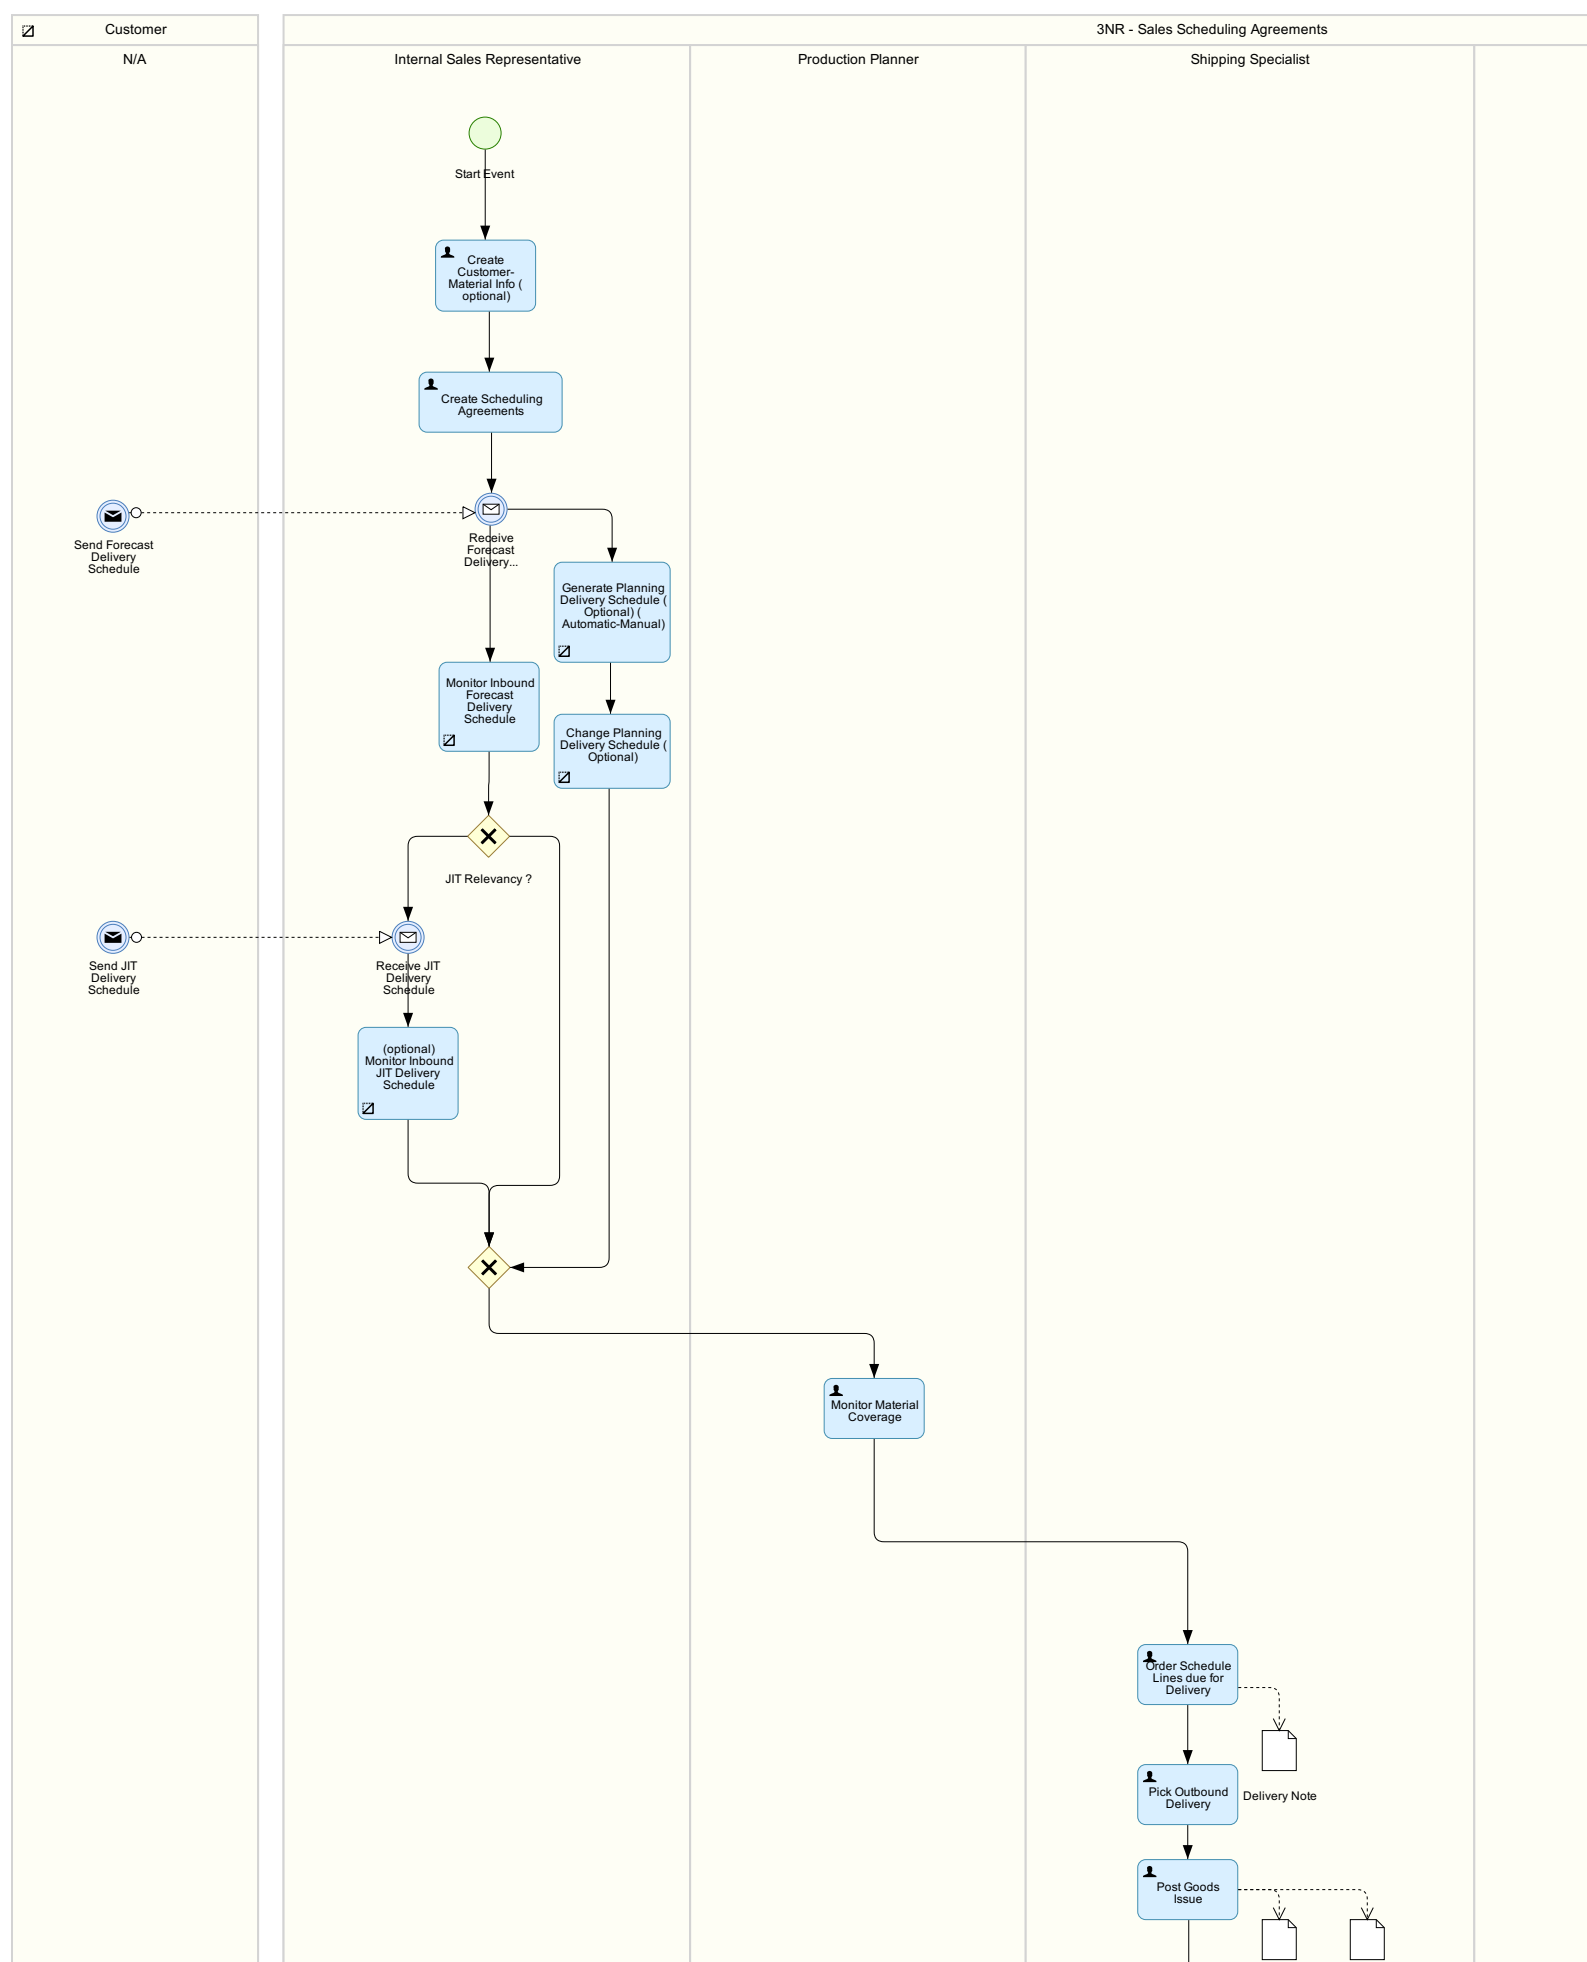 Customer
3NR - Sales Scheduling Agreements
N/A
Internal Sales Representative
Production Planner
Shipping Specialist
Start Event
Create
Customer-
Material Info (
optional)
Create Scheduling
Agreements
Send Forecast
Delivery
Schedule
Receive
Forecast
Delivery...
Generate Planning
Delivery Schedule (
Optional) (
Automatic-Manual)
Monitor Inbound
Forecast
Delivery
Schedule
Change Planning
Delivery Schedule (
Optional)
JIT Relevancy ?
Send JIT
Delivery
Schedule
Receive JIT
Delivery
Schedule
(optional)
Monitor Inbound
JIT Delivery
Schedule
Monitor Material
Coverage
Order Schedule
Lines due for
Delivery
Pick Outbound
Delivery
Delivery Note
Post Goods
Issue